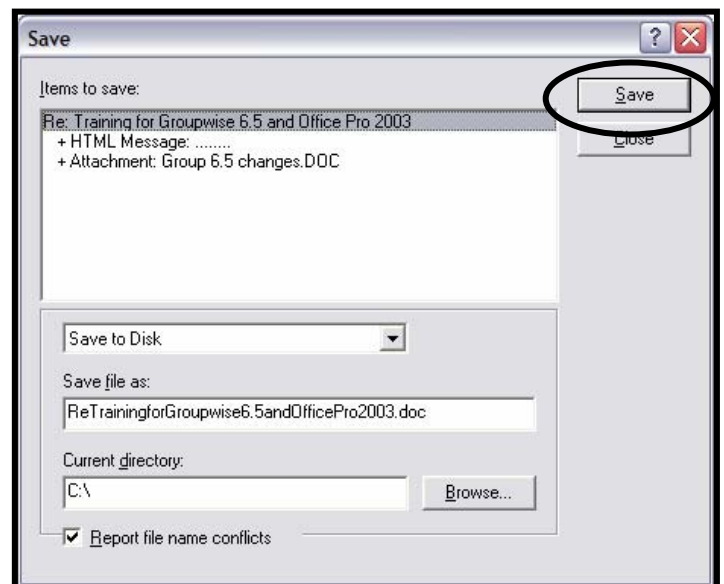 Save
Items to save:
Save
Re: Training for Groupwise 6.5 and Office Pro 2003
+ HTML Message: ........
+ Attachment: Group 6.5 changes.DOC
Close
Save to Disk
Save file as:
ReTrainingforGroupwise6.5andOfficePro2003.doc
Current directory:
C:\
Browse...
Report file name conflicts